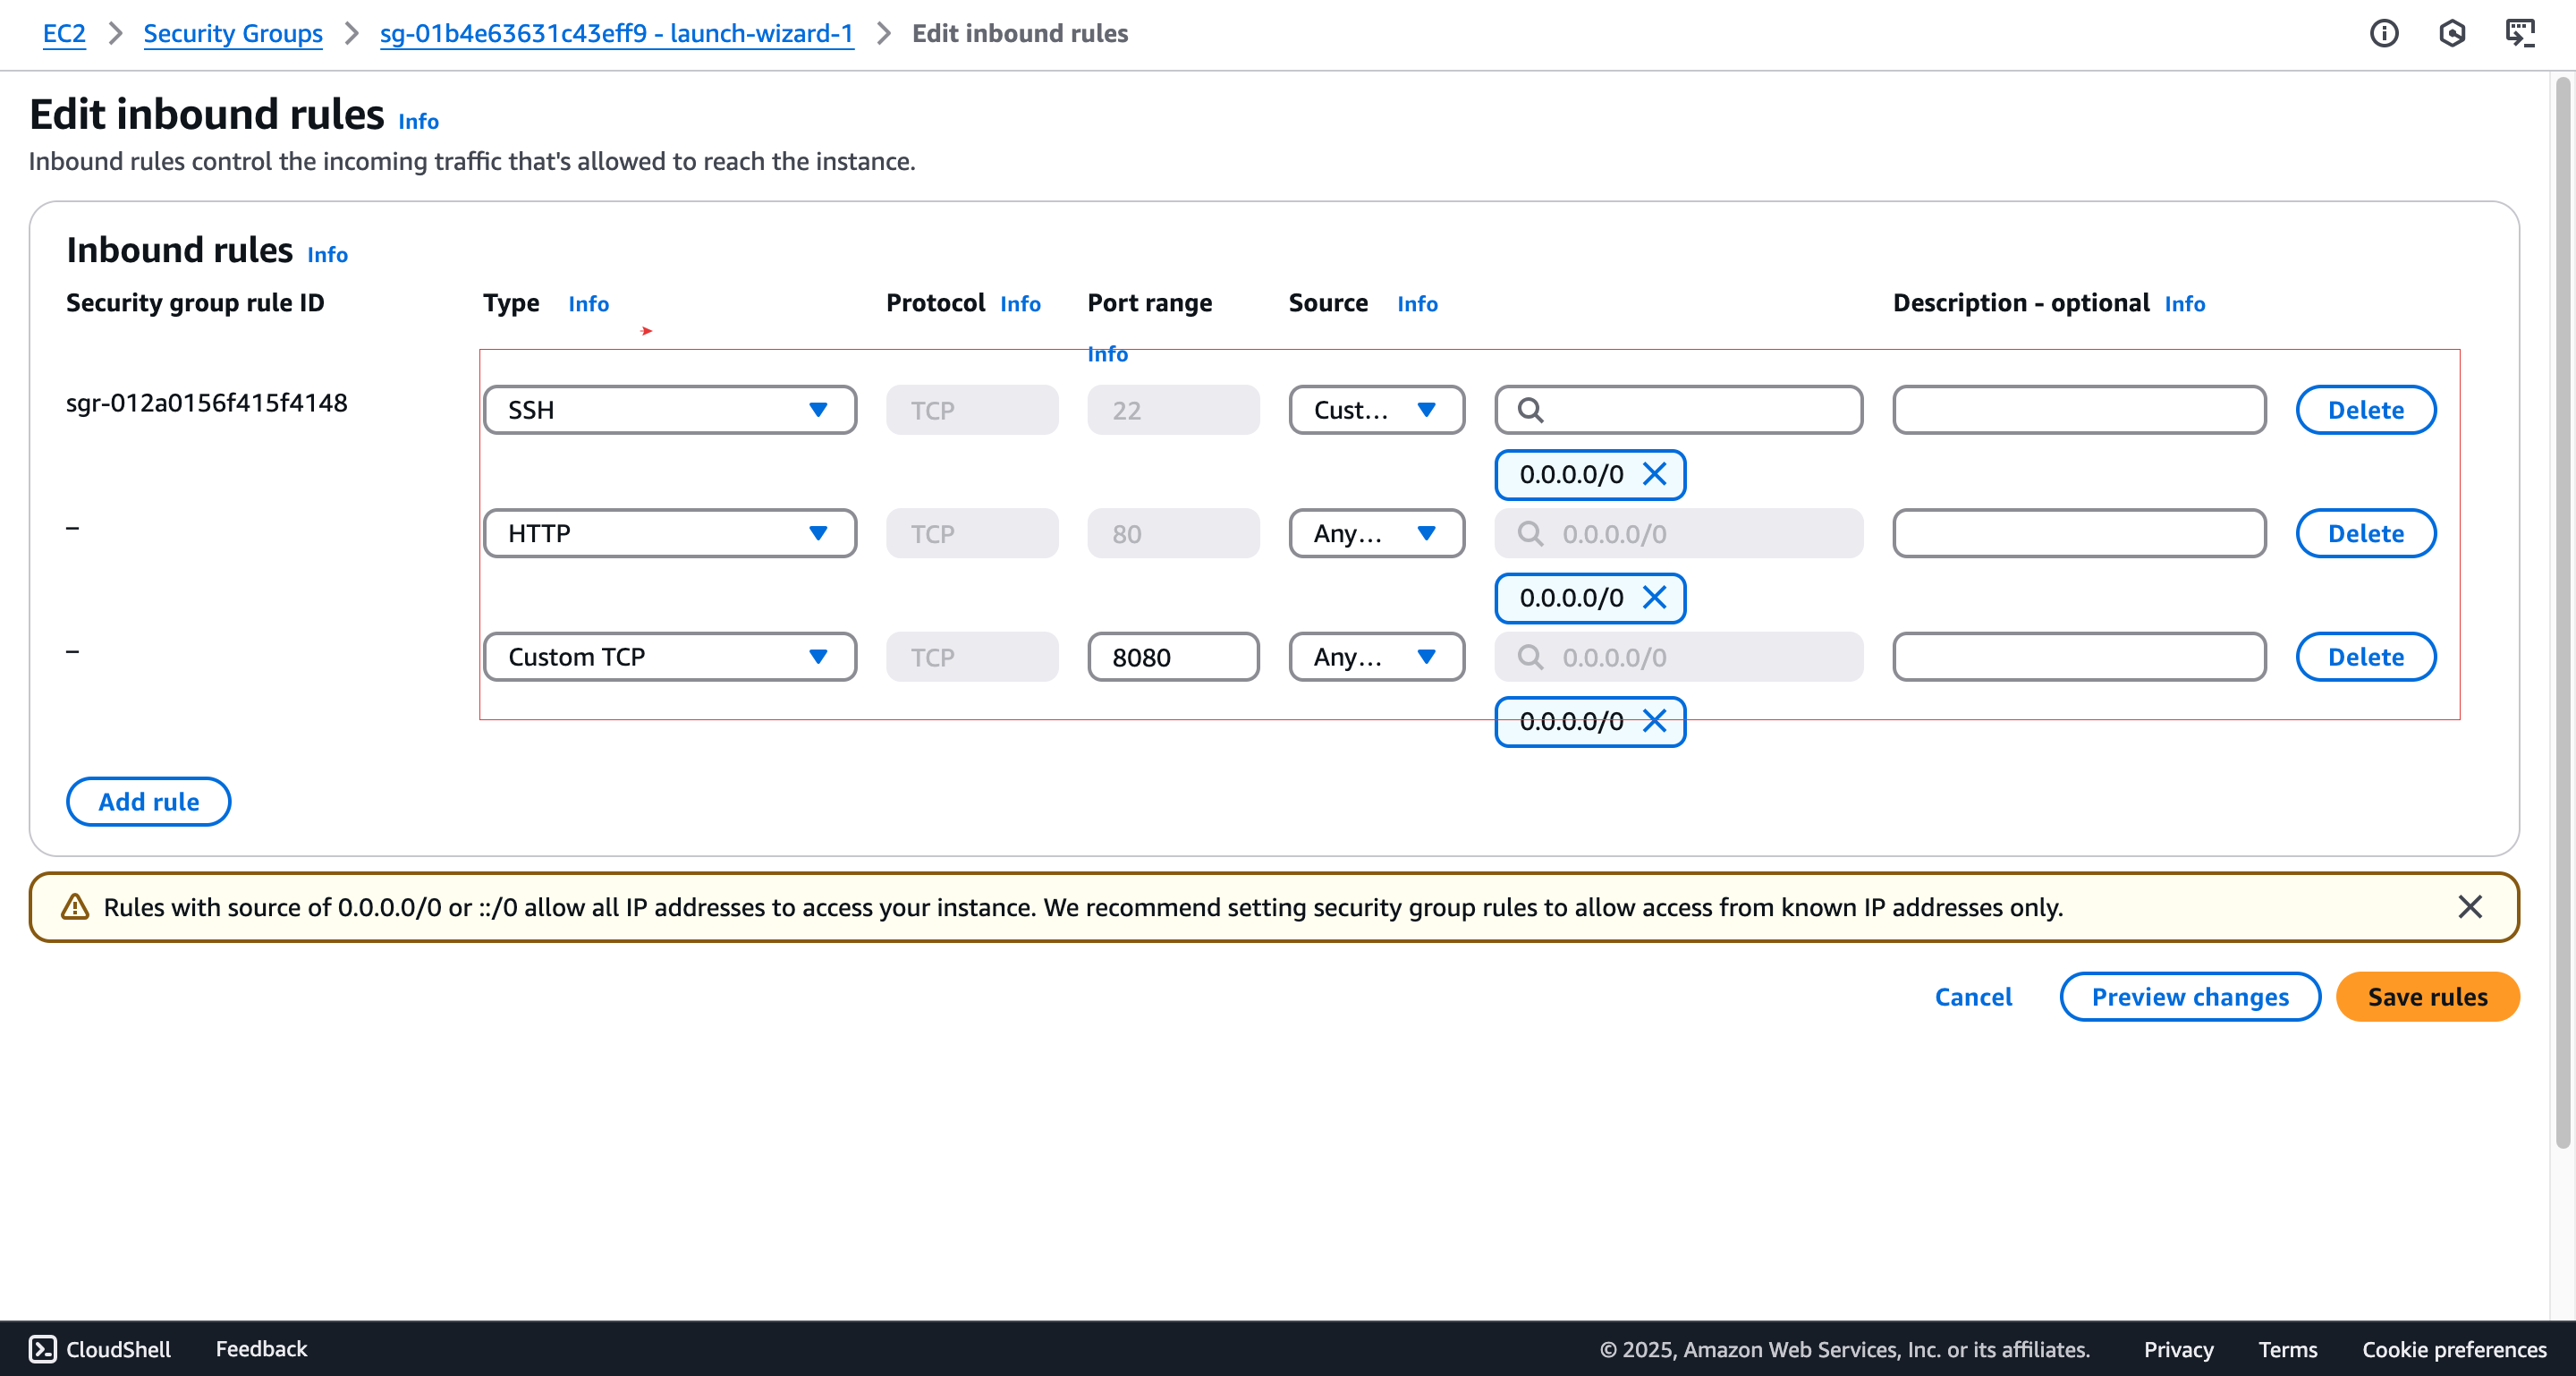 EC2 > Security Groups > sg-01b4e63631c43eff9 - launch-wizard-1 > Edit inbound rules
Edit inbound rules Info
Inbound rules control the incoming traffic that's allowed to reach the instance.
Inbound rules Info
Security group rule ID Type Info Protocol Info Port range Source Info Description - optional Info
Info
sgr-012a0156f415f4148 SSH TCP 22 Cust... Delete
0.0.0.0/0
– HTTP TCP 80 Any... 0.0.0.0/0 Delete
0.0.0.0/0
– Custom TCP TCP 8080 Any... 0.0.0.0/0 Delete
0.0.0.0/0
Add rule
Rules with source of 0.0.0.0/0 or ::/0 allow all IP addresses to access your instance. We recommend setting security group rules to allow access from known IP addresses only.
Cancel Preview changes Save rules
CloudShell Feedback © 2025, Amazon Web Services, Inc. or its affiliates. Privacy Terms Cookie preferences